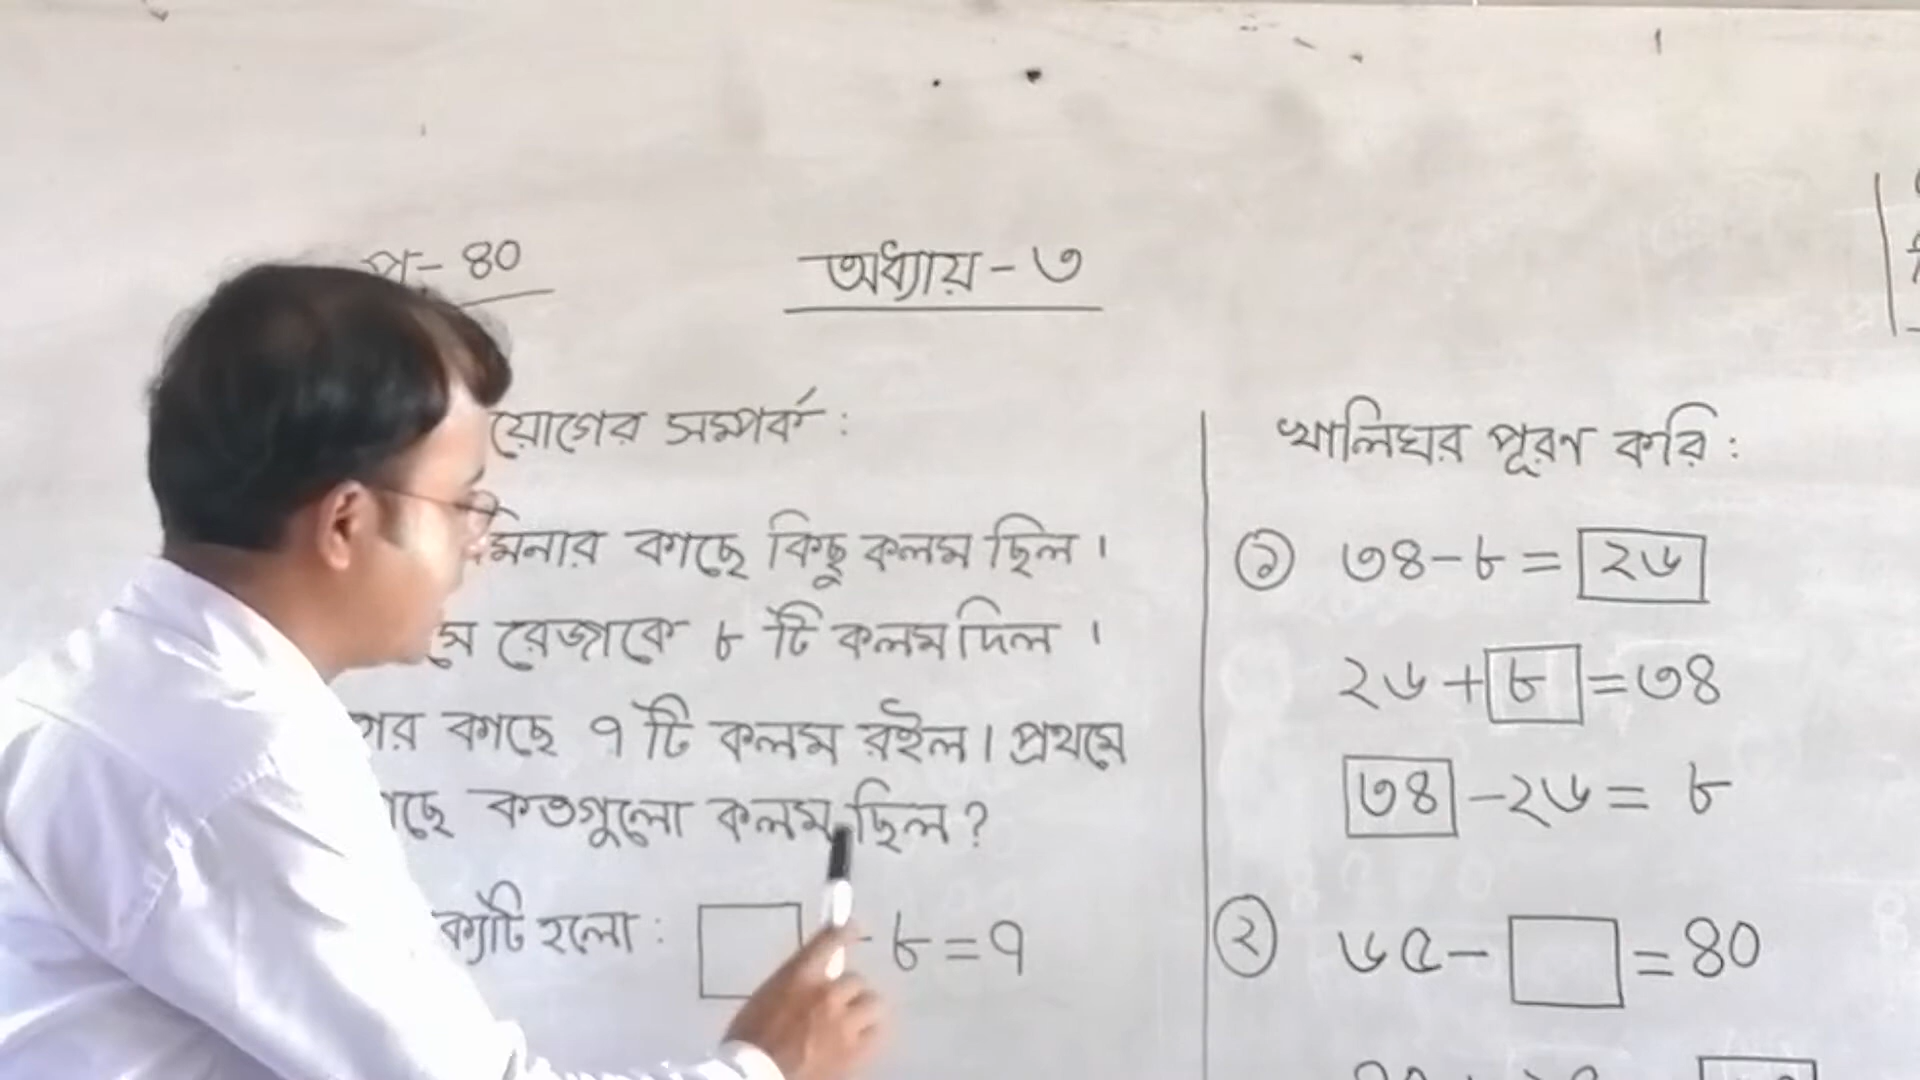 পৃ- ৪০
অধ্যায় - ৩
য়োগের সম্পর্ক :
মিনার কাছে কিছু কলম ছিল ।
সে রেজাকে ৮ টি কলম দিল ।
কাছে ৭ টি কলম রইল । প্রথমে
কতগুলো কলম ছিল ?
হলো : - ৮ = ৭
খালিঘর পূরণ করি :
১ ৩৪ - ৮ = ২৬
২৬ + ৮ = ৩৪
৩৪ - ২৬ = ৮
২ ৬৫ - = ৪০